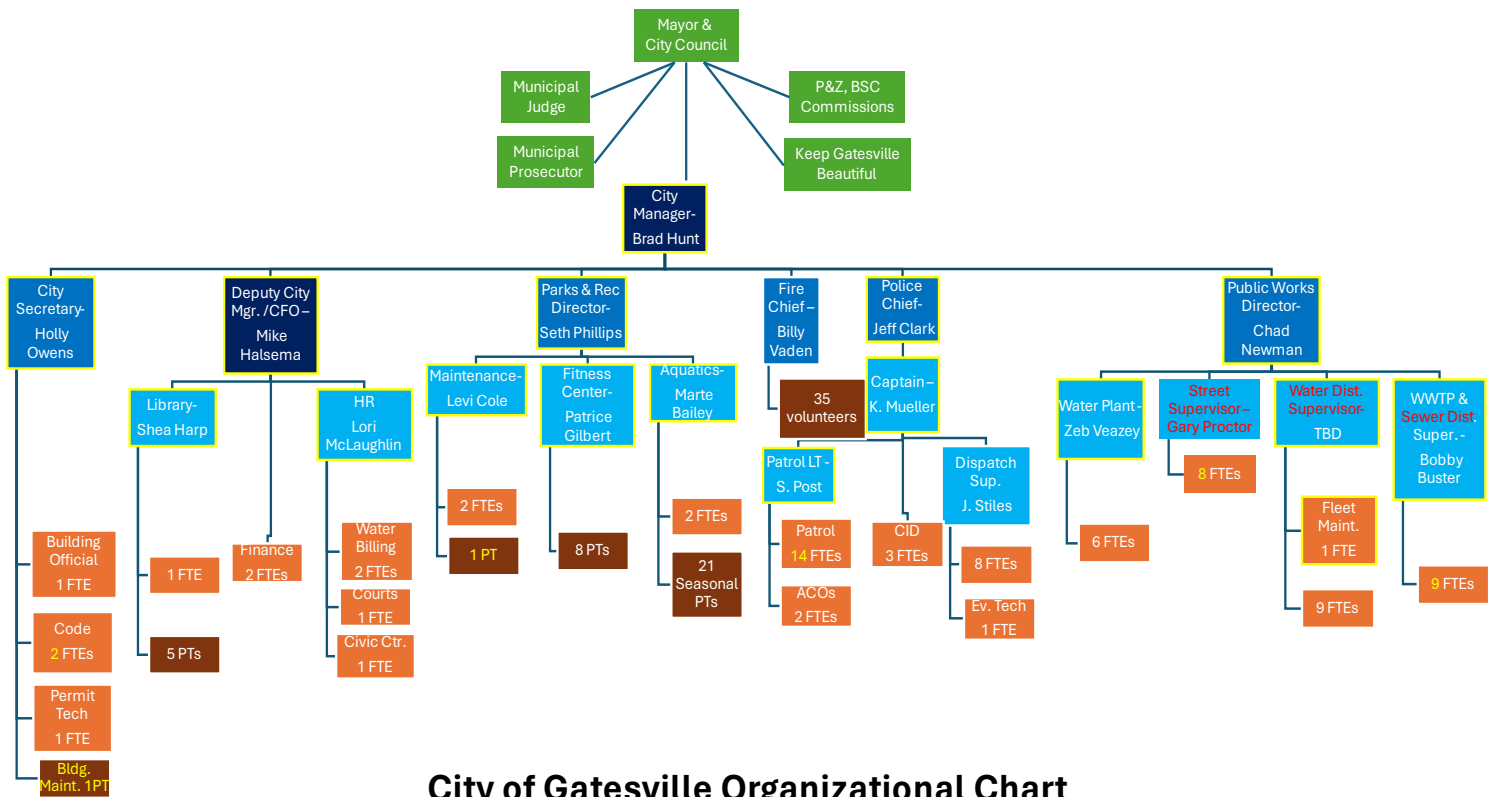 Mayor &
City Council
Municipal
Judge
P&Z, BSC
Commissions
Municipal
Prosecutor
Keep Gatesville
Beautiful
City
Manager-
Brad Hunt
City
Secretary-
Holly
Owens
Deputy City
Mgr. /CFO –
Mike
Halsema
Parks & Rec
Director-
Seth Phillips
Fire
Chief –
Billy
Vaden
Police
Chief-
Jeff Clark
Public Works
Director-
Chad
Newman
Library-
Shea Harp
HR
Lori
McLaughlin
Maintenance-
Levi Cole
Fitness
Center-
Patrice
Gilbert
Aquatics-
Marte
Bailey
35
volunteers
Captain –
K. Mueller
Patrol LT -
S. Post
Dispatch
Sup.
J. Stiles
Water Plant -
Zeb Veazey
Street
Supervisor –
Gary Proctor
Water Dist.
Supervisor-
TBD
WWTP &
Sewer Dist.
Super. -
Bobby
Buster
Building
Official
1 FTE
Code
2 FTEs
Permit
Tech
1 FTE
Bldg.
Maint. 1PT
1 FTE
5 PTs
Finance
2 FTEs
Water
Billing
2 FTEs
Courts
1 FTE
Civic Ctr.
1 FTE
2 FTEs
1 PT
8 PTs
2 FTEs
21
Seasonal
PTs
Patrol
14 FTEs
ACOs
2 FTEs
CID
3 FTEs
8 FTEs
Ev. Tech
1 FTE
6 FTEs
8 FTEs
Fleet
Maint.
1 FTE
9 FTEs
9 FTEs
City of Gatesville Organizational Chart